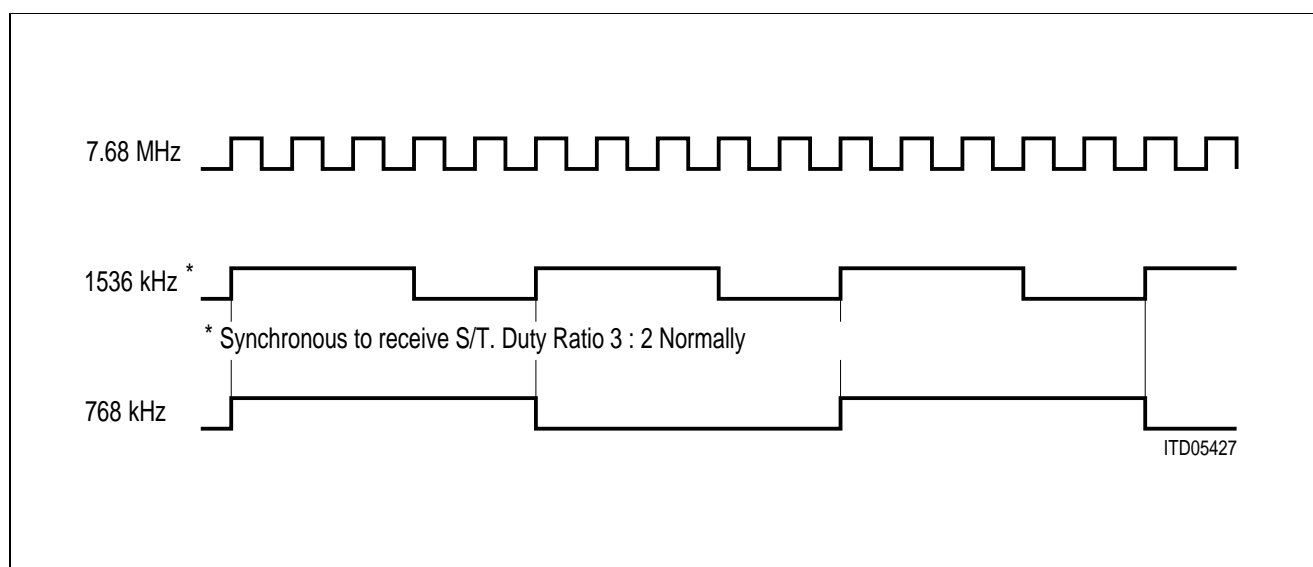 7.68 MHz
1536 kHz *
* Synchronous to receive S/T. Duty Ratio 3 : 2 Normally
768 kHz
ITD05427